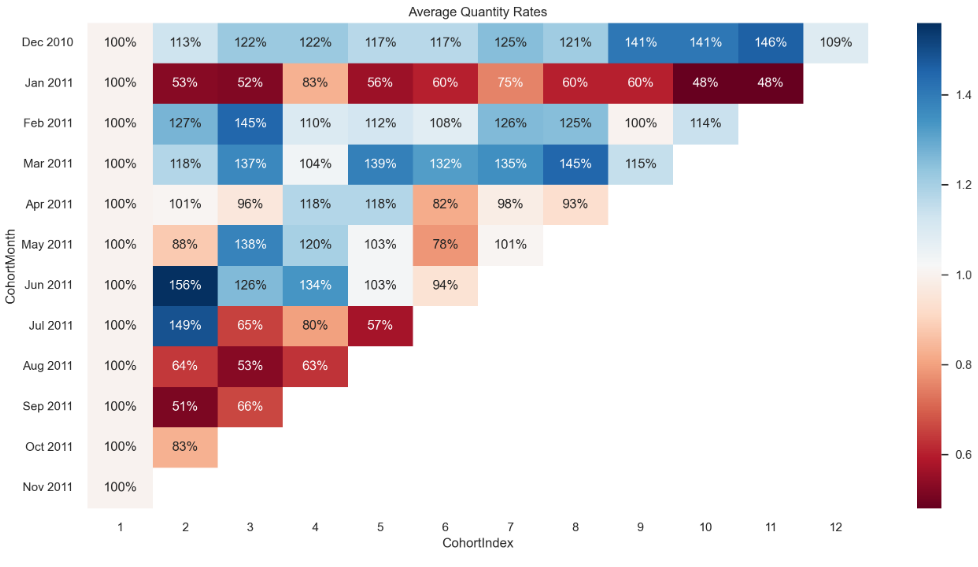 Average Quantity Rates
Dec 2010 100% 113% 122% 122% 117% 117% 125% 121% 141% 141% 146% 109%
Jan 2011 100% 53% 52% 83% 56% 60% 75% 60% 60% 48% 48%
1.4
Feb 2011 100% 127% 145% 110% 112% 108% 126% 125% 100% 114%
Mar 2011 100% 118% 137% 104% 139% 132% 135% 145% 115%
1.2
Apr 2011 100% 101% 96% 118% 118% 82% 98% 93%
CohortMonth
May 2011 100% 88% 138% 120% 103% 78% 101%
1.0
Jun 2011 100% 156% 126% 134% 103% 94%
Jul 2011 100% 149% 65% 80% 57%
0.8
Aug 2011 100% 64% 53% 63%
Sep 2011 100% 51% 66%
Oct 2011 100% 83%
0.6
Nov 2011 100%
1 2 3 4 5 6 7 8 9 10 11 12
CohortIndex